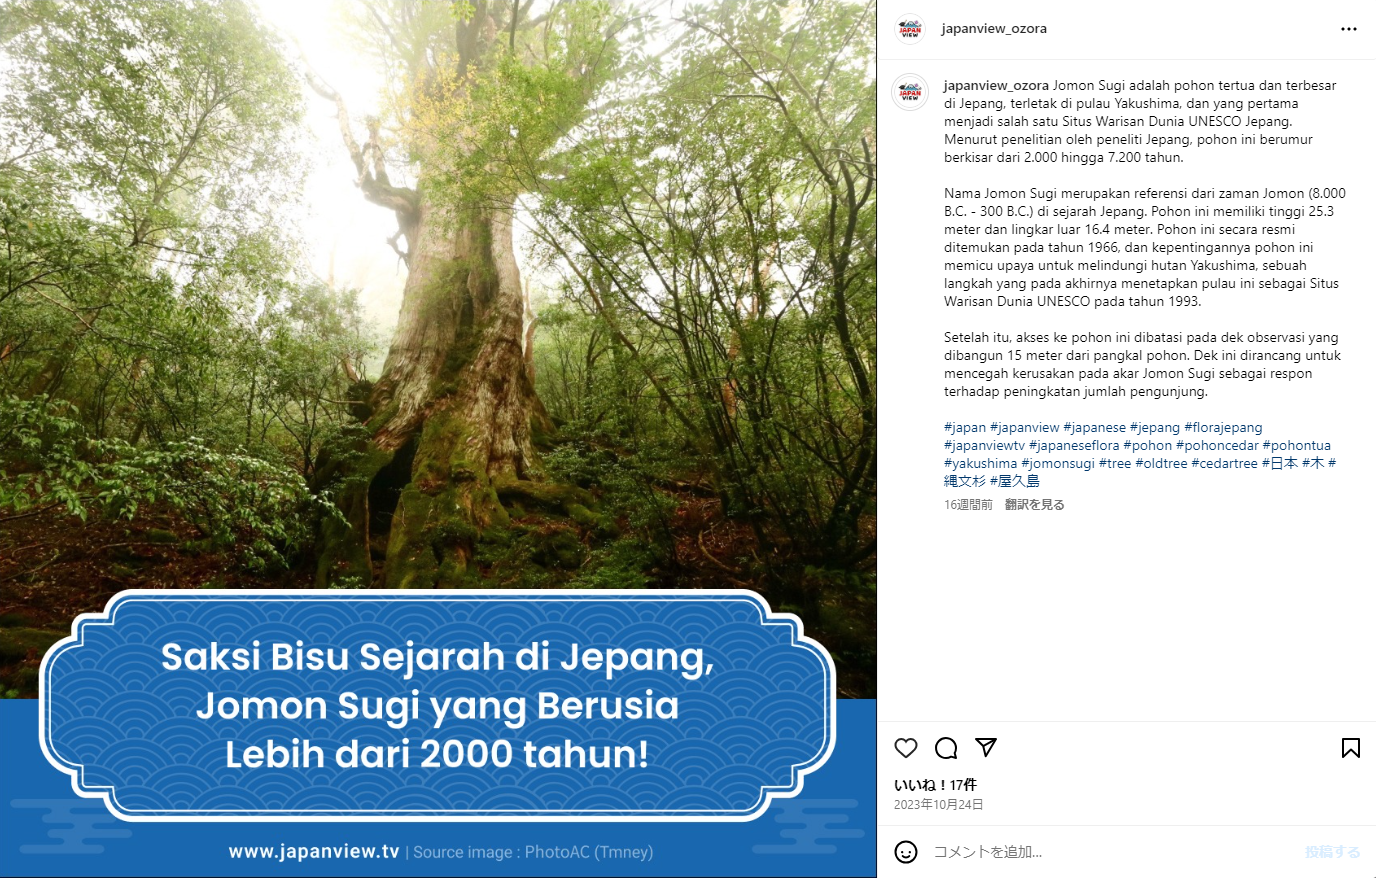 Saksi Bisu Sejarah di Jepang,
Jomon Sugi yang Berusia
Lebih dari 2000 tahun!
www.japanview.tv | Source image : PhotoAC (Tmney)
JAPAN
VIEW
japanview_ozora
JAPAN
VIEW
japanview_ozora Jomon Sugi adalah pohon tertua dan terbesar
di Jepang, terletak di pulau Yakushima, dan yang pertama
menjadi salah satu Situs Warisan Dunia UNESCO Jepang.
Menurut penelitian oleh peneliti Jepang, pohon ini berumur
berkisar dari 2.000 hingga 7.200 tahun.
Nama Jomon Sugi merupakan referensi dari zaman Jomon (8.000
B.C. - 300 B.C.) di sejarah Jepang. Pohon ini memiliki tinggi 25.3
meter dan lingkar luar 16.4 meter. Pohon ini secara resmi
ditemukan pada tahun 1966, dan kepentingannya pohon ini
memicu upaya untuk melindungi hutan Yakushima, sebuah
langkah yang pada akhirnya menetapkan pulau ini sebagai Situs
Warisan Dunia UNESCO pada tahun 1993.
Setelah itu, akses ke pohon ini dibatasi pada dek observasi yang
dibangun 15 meter dari pangkal pohon. Dek ini dirancang untuk
mencegah kerusakan pada akar Jomon Sugi sebagai respon
terhadap peningkatan jumlah pengunjung.
#japan #japanview #japanese #jepang #florajepang
#japanviewtv #japaneseflora #pohon #pohoncedar #pohontua
#yakushima #jomonsugi #tree #oldtree #cedartree #日本 #木 #
縄文杉 #屋久島
16週間前 翻訳を見る
いいね！17件
2023年10月24日
コメントを追加...
投稿する